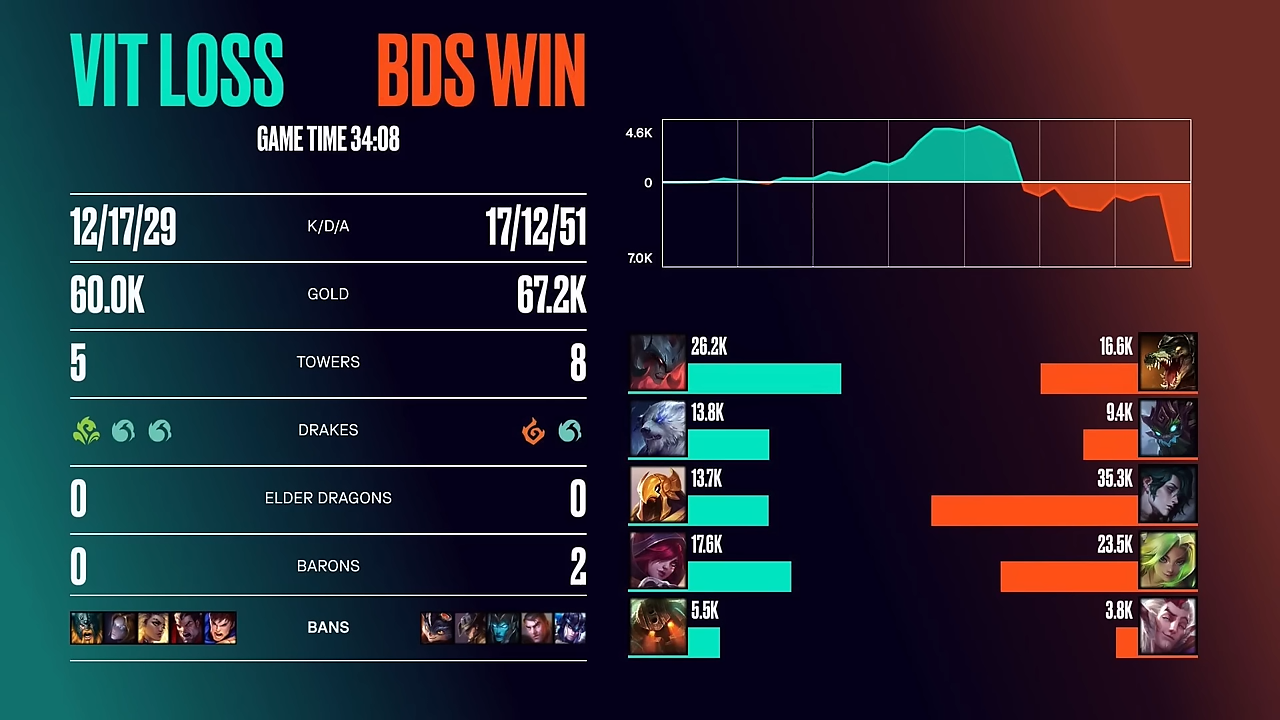 VIT LOSS BDS WIN
GAME TIME 34:08
12/17/29 K/D/A 17/12/51
60.0K GOLD 67.2K
5 TOWERS 8
DRAKES
0 ELDER DRAGONS 0
0 BARONS 2
BANS
4.6K
0
7.0K
26.2K 16.6K
13.8K 9.4K
13.7K 35.3K
17.6K 23.5K
5.5K 3.8K